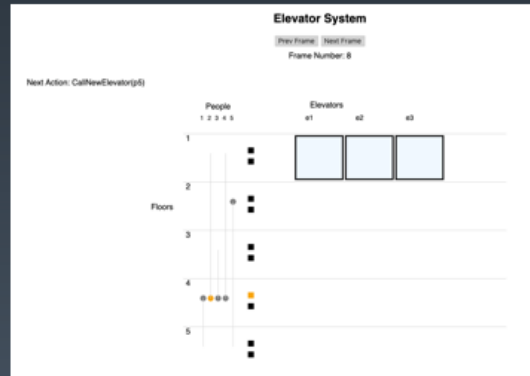 Elevator System
Prev Frame Next Frame
Frame Number: 8
Next Action: CallNewElevator(p5)
People Elevators
1 2 3 4 5 e1 e2 e3
1
2
Floors
3
4
5